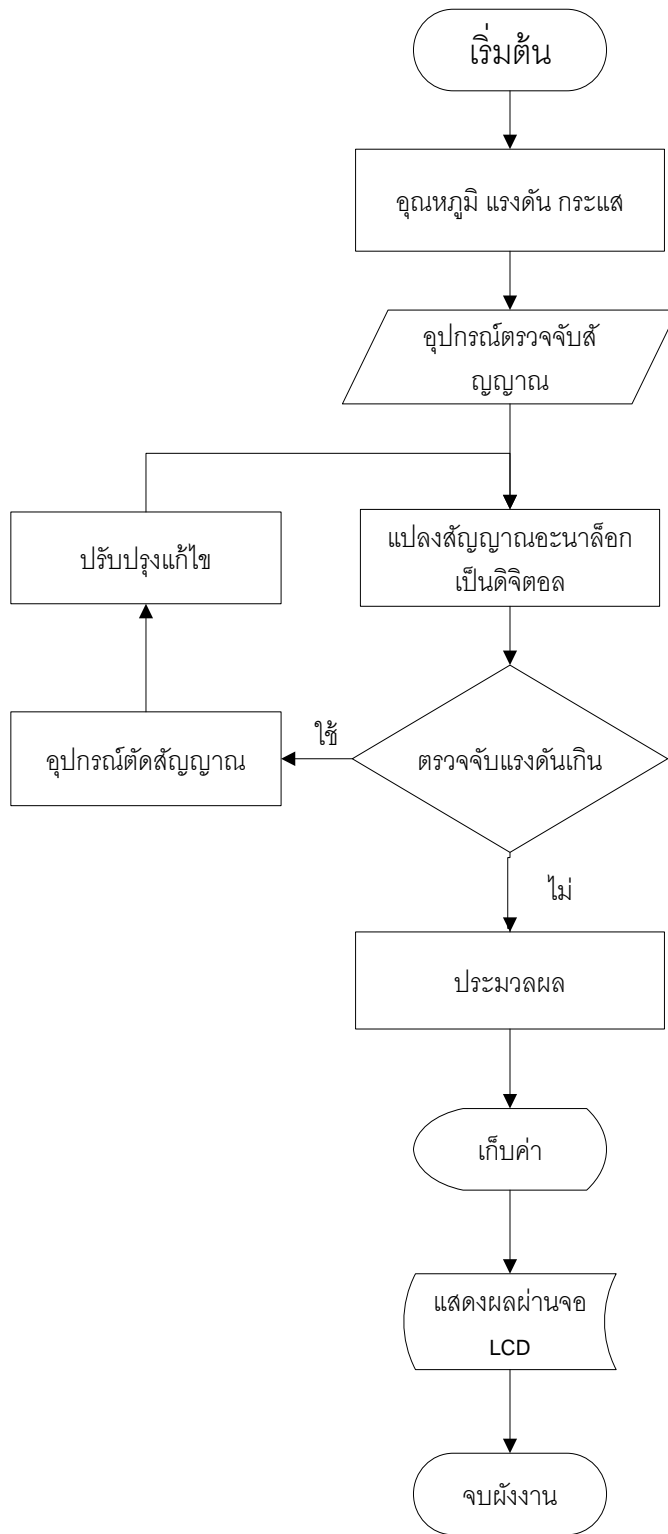 เริ่มต้น
อุณหภูมิ แรงดัน กระแส
อุปกรณ์ตรวจจับสั
ญญาณ
แปลงสัญญาณอะนาล็อก
เป็นดิจิตอล
ปรับปรุงแก้ไข
ตรวจจับแรงดันเกิน
ใช้
อุปกรณ์ตัดสัญญาณ
ไม่
ประมวลผล
เก็บค่า
แสดงผลผ่านจอ
LCD
จบผังงาน